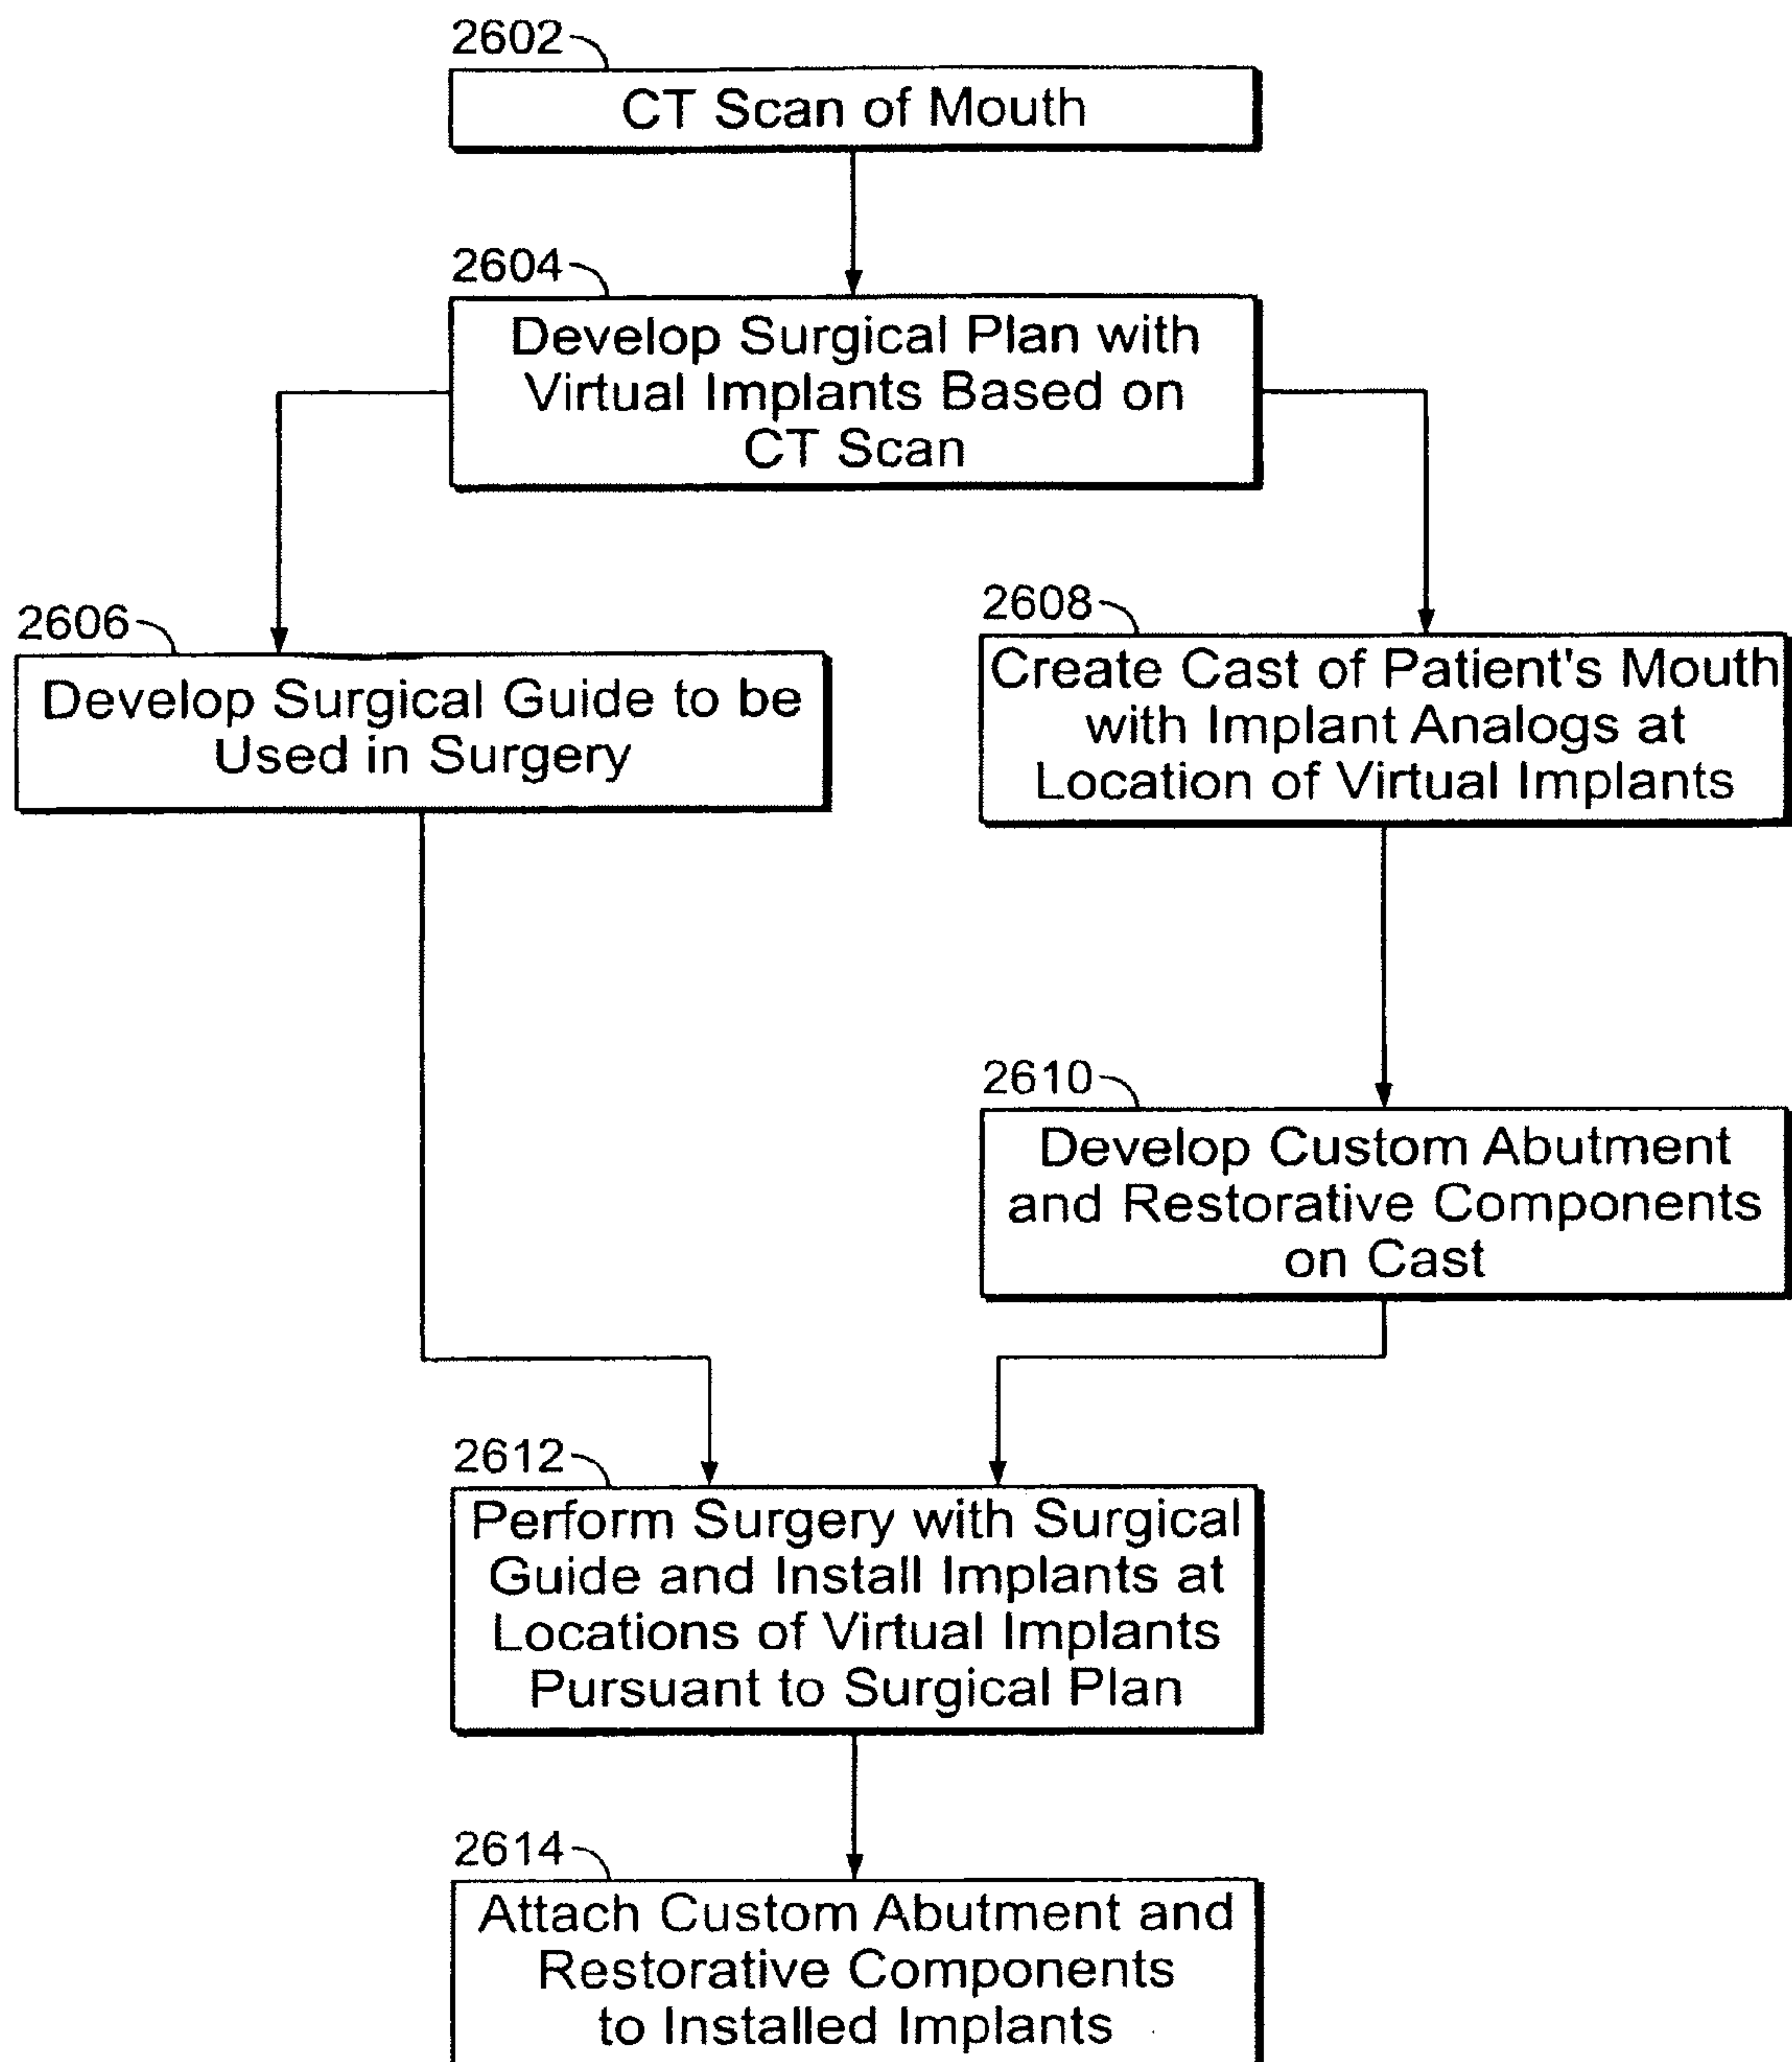 2602
CT Scan of Mouth
2604
Develop Surgical Plan with
Virtual Implants Based on
CT Scan
2606
Develop Surgical Guide to be
Used in Surgery
2608
Create Cast of Patient's Mouth
with Implant Analogs at
Location of Virtual Implants
2610
Develop Custom Abutment
and Restorative Components
on Cast
2612
Perform Surgery with Surgical
Guide and Install Implants at
Locations of Virtual Implants
Pursuant to Surgical Plan
2614
Attach Custom Abutment and
Restorative Components
to Installed Implants